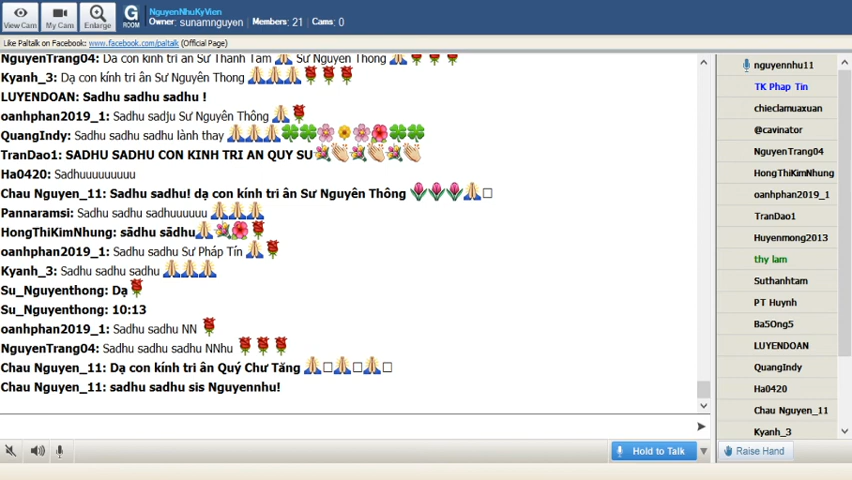 View Cam
My Cam
Enlarge
G
ROOM
NguyenNhuKyVien
Owner: sunamnguyen Members: 21 Cams: 0
Like Paltalk on Facebook: www.facebook.com/paltalk (Official Page)
NguyenTrang04: Dạ con kính tri ân Sư Thanh Tâm 🙏 Sư Nguyên Thông 🙏🌹🌹🌹
Kyanh_3: Dạ con kính tri ân Sư Nguyên Thong 🙏🙏🙏🌹🌹🌹
LUYENDOAN: Sadhu sadhu sadhu !
oanhphan2019_1: Sadhu sadJu Sư Nguyên Thông 🙏🌹
QuangIndy: Sadhu sadhu sadhu lành thay 🙏🙏🙏🍀🍀🌸🌼🌸🌺🍀🍀
TranDao1: SADHU SADHU CON KINH TRI AN QUY SU💐👏💐👏💐👏
Ha0420: Sadhuuuuuuuuu
Chau Nguyen_11: Sadhu sadhu! dạ con kính tri ân Sư Nguyên Thông 🌷🌷🌷🙏□
Pannaramsi: Sadhu sadhu sadhuuuuuu 🙏🙏🙏
HongThiKimNhung: sādhu sādhu🙏💐🌺🌹
oanhphan2019_1: Sadhu sadhu Sư Pháp Tín 🙏🌹
Kyanh_3: Sadhu sadhu sadhu 🙏🙏🙏
Su_Nguyenthong: Dạ🌹
Su_Nguyenthong: 10:13
oanhphan2019_1: Sadhu sadhu NN 🌹
NguyenTrang04: Sadhu sadhu sadhu NNhu 🌹🌹🌹
Chau Nguyen_11: Dạ con kính tri ân Quý Chư Tăng 🙏□🙏□🙏□
Chau Nguyen_11: sadhu sadhu sis Nguyennhu!
Hold to Talk
nguyennhu11
TK Phap Tin
chieclamuaxuan
@cavinator
NguyenTrang04
HongThiKimNhung
oanhphan2019_1
TranDao1
Huyenmong2013
thy lam
Suthanhtam
PT Huynh
Ba5Ong5
LUYENDOAN
QuangIndy
Ha0420
Chau Nguyen_11
Kyanh_3
Raise Hand